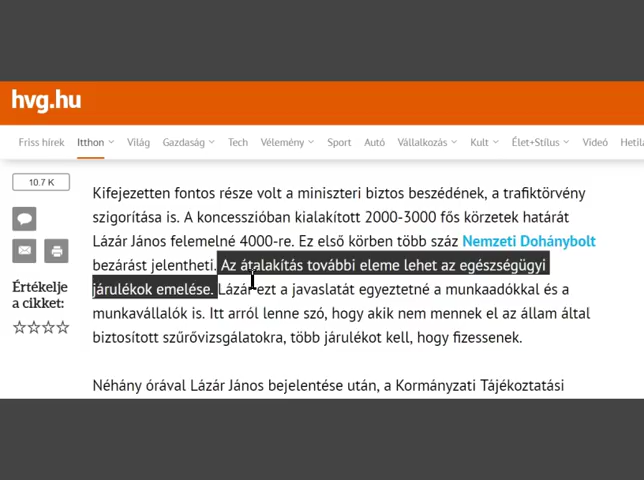 hvg.hu
Friss hírek Itthon Világ Gazdaság Tech Vélemény Sport Autó Vállalkozás Kult Élet+Stílus Videó Hetila
10.7 K
Kifejezetten fontos része volt a miniszteri biztos beszédének, a trafiktörvény
szigorítása is. A koncesszióban kialakított 2000-3000 fős körzetek határát
Lázár János felemelné 4000-re. Ez első körben több száz Nemzeti Dohánybolt
bezárást jelentheti. Az átalakítás további eleme lehet az egészségügyi
járulékok emelése. Lázár ezt a javaslatát egyeztetné a munkaadókkal és a
munkavállalók is. Itt arról lenne szó, hogy akik nem mennek el az állam által
biztosított szűrővizsgálatokra, több járulékot kell, hogy fizessenek.
Értékelje
a cikket:
Néhány órával Lázár János bejelentése után, a Kormányzati Tájékoztatási